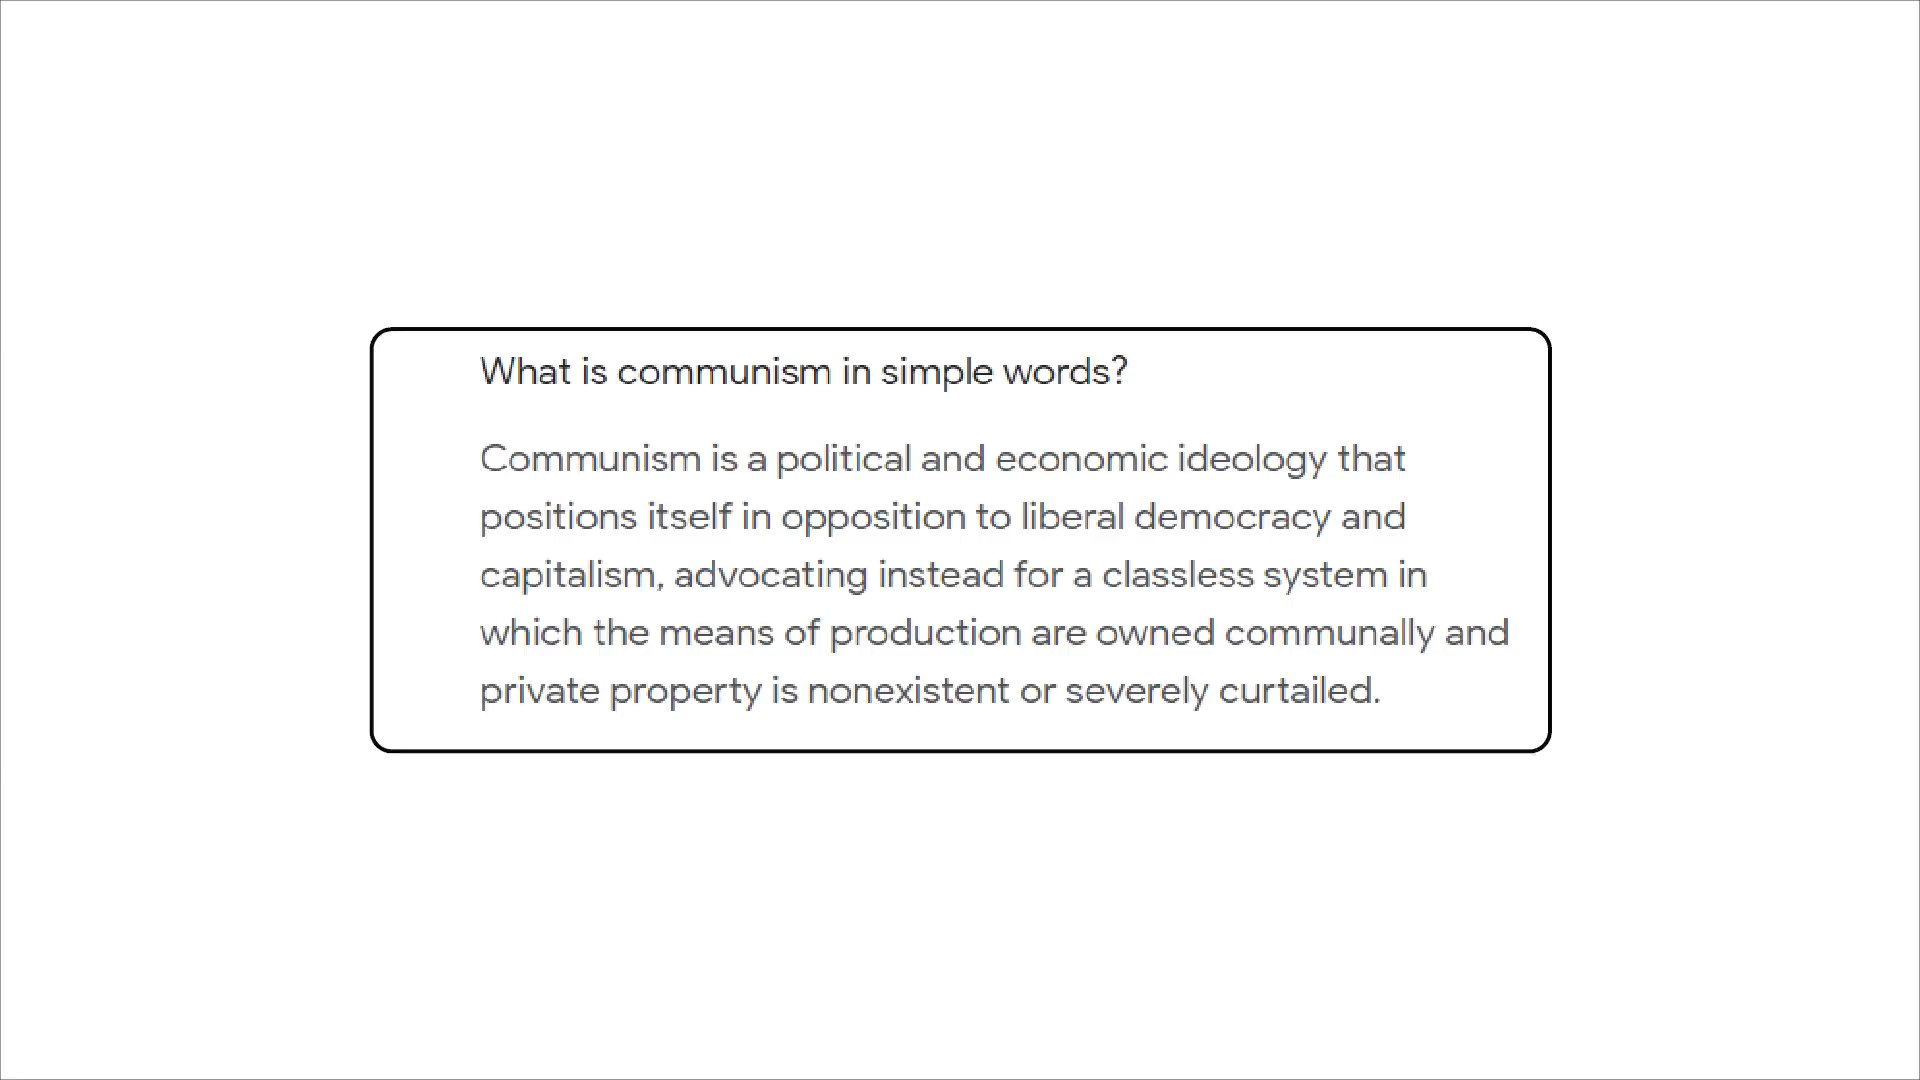 What is communism in simple words?
Communism is a political and economic ideology that
positions itself in opposition to liberal democracy and
capitalism, advocating instead for a classless system in
which the means of production are owned communally and
private property is nonexistent or severely curtailed.